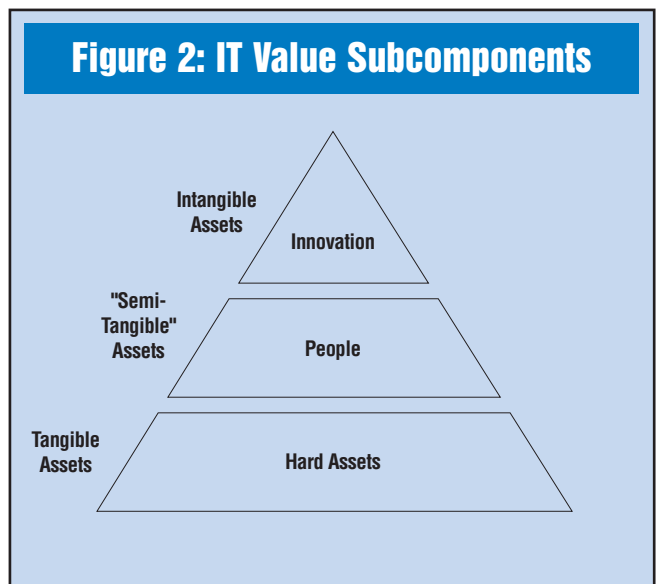 Figure 2: IT Value Subcomponents
Intangible
Assets
Innovation
"Semi-
Tangible"
Assets
People
Tangible
Assets
Hard Assets